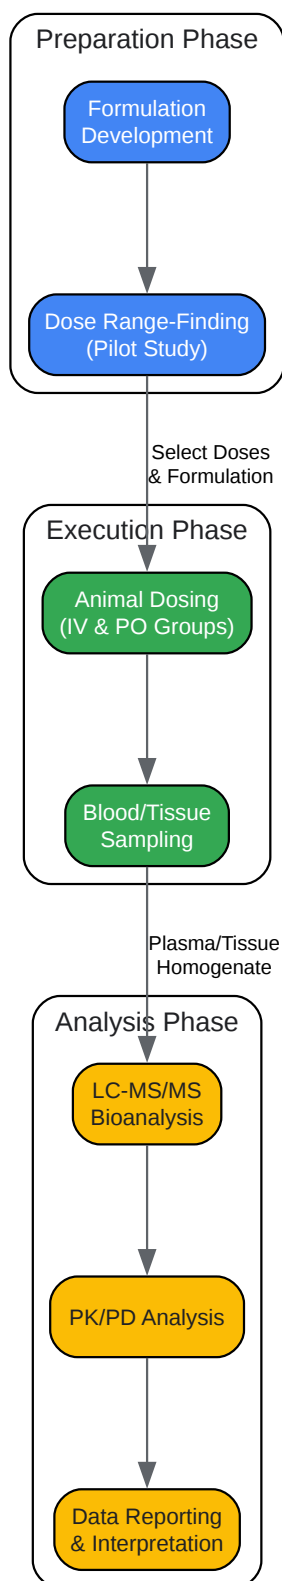 Preparation Phase
Formulation
Development
Dose Range-Finding
(Pilot Study)
Select Doses
& Formulation
Execution Phase
Animal Dosing
(IV & PO Groups)
Blood/Tissue
Sampling
Plasma/Tissue
Homogenate
Analysis Phase
LC-MS/MS
Bioanalysis
PK/PD Analysis
Data Reporting
& Interpretation